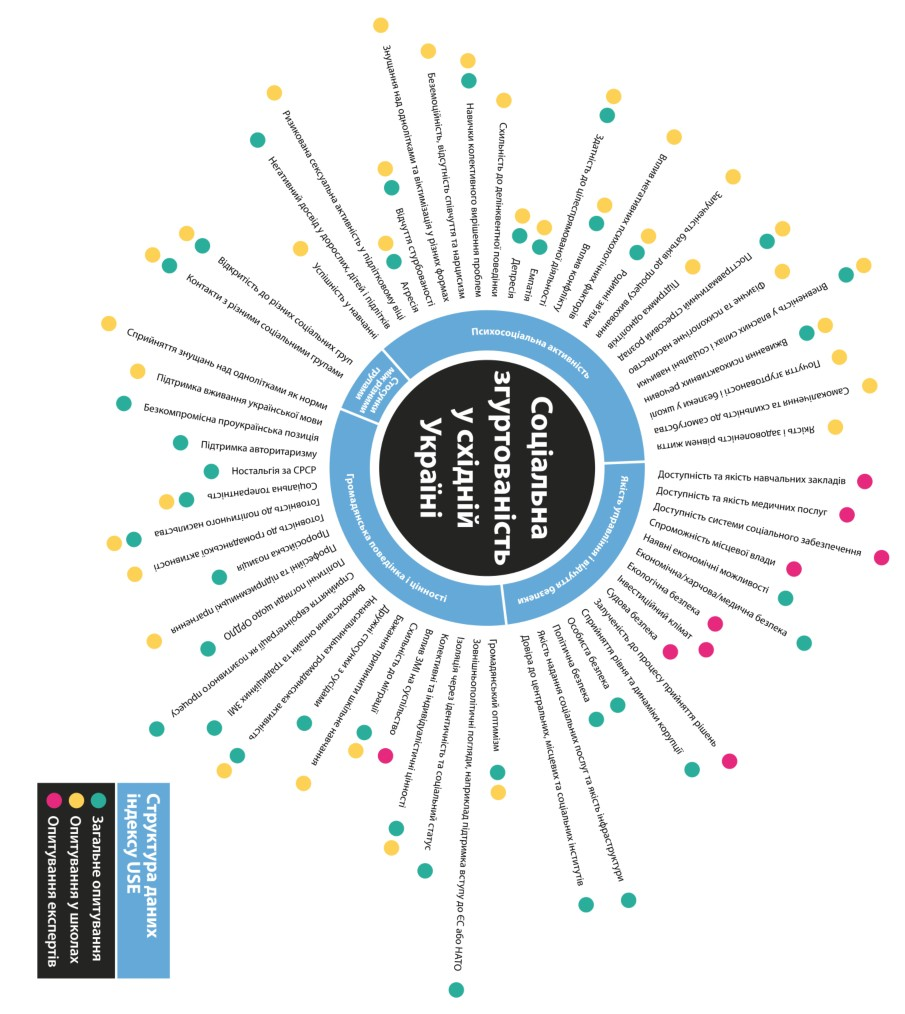 Соціальна
згуртованість
у східній
Україні
Психосоціальна активність
Знущання над однолітками та віктимізація у різних формах
Беземоційність, відсутність співчуття та нарцисизм
Навички колективного вирішення проблем
Схильність до делінквентної поведінки
Депресія
Емпатія
Здатність до цілеспрямованої діяльності
Вплив конфлікту
Вплив негативних психологічних факторів
Родинні зв'язки
Залученість батьків до процесу виховання
Підтримка однолітків
Посттравматичний стресовий розлад
Фізичне та психологічне насильство
Впевненість у власних силах і соціальні навички
Вживання психоактивних речовин
Почуття згуртованості і безпеки у школі
Самокалічення та схильність до самогубства
Якість і задоволеність рівнем життя
Якість управління і відчуття безпеки
Доступність та якість навчальних закладів
Доступність та якість медичних послуг
Доступність системи соціального забезпечення
Спроможність місцевої влади
Наявні економічні можливості
Економічна/харчова/медична безпека
Екологічна безпека
Інвестиційний клімат
Судова безпека
Залученість до процесу прийняття рішень
Сприйняття рівня та динаміки корупції
Особиста безпека
Політична безпека
Якість надання соціальних послуг та якість інфраструктури
Довіра до центральних, місцевих та соціальних інститутів
Громадянська поведінка і цінності
Громадянський оптимізм
Зовнішньополітичні погляди, наприклад підтримка вступу до ЄС або НАТО
Ізоляція через ідентичність та соціальний статус
Колективні та індивідуалістичні цінності
Вплив ЗМІ на суспільство
Схильність до міграції
Бажання припинити шкільне навчання
Дружні стосунки з сусідами
Ненасильницька громадянська активність
Використання онлайн та традиційних ЗМІ
Сприйняття євроінтеграції як позитивного процесу
Політичні погляди щодо ОРДЛО
Професійні та підприємницькі прагнення
Проросійська позиція
Готовність до громадянської активності
Готовність до політичного насильства
Соціальна толерантність
Ностальгія за СРСР
Підтримка авторитаризму
Безкомпромісна проукраїнська позиція
Підтримка вживання української мови
Сприйняття знущань над однолітками як норми
Стосунки
між різними
групами
Контакти з різними соціальними групами
Відкритість до різних соціальних груп
Успішність у навчанні
Негативний досвід у дорослих, дітей і підлітків
Ризикована сексуальна активність у підлітковому віці
Агресія
Відчуття стурбованості
Структура даних
індексу USE
Загальне опитування
Опитування у школах
Опитування експертів